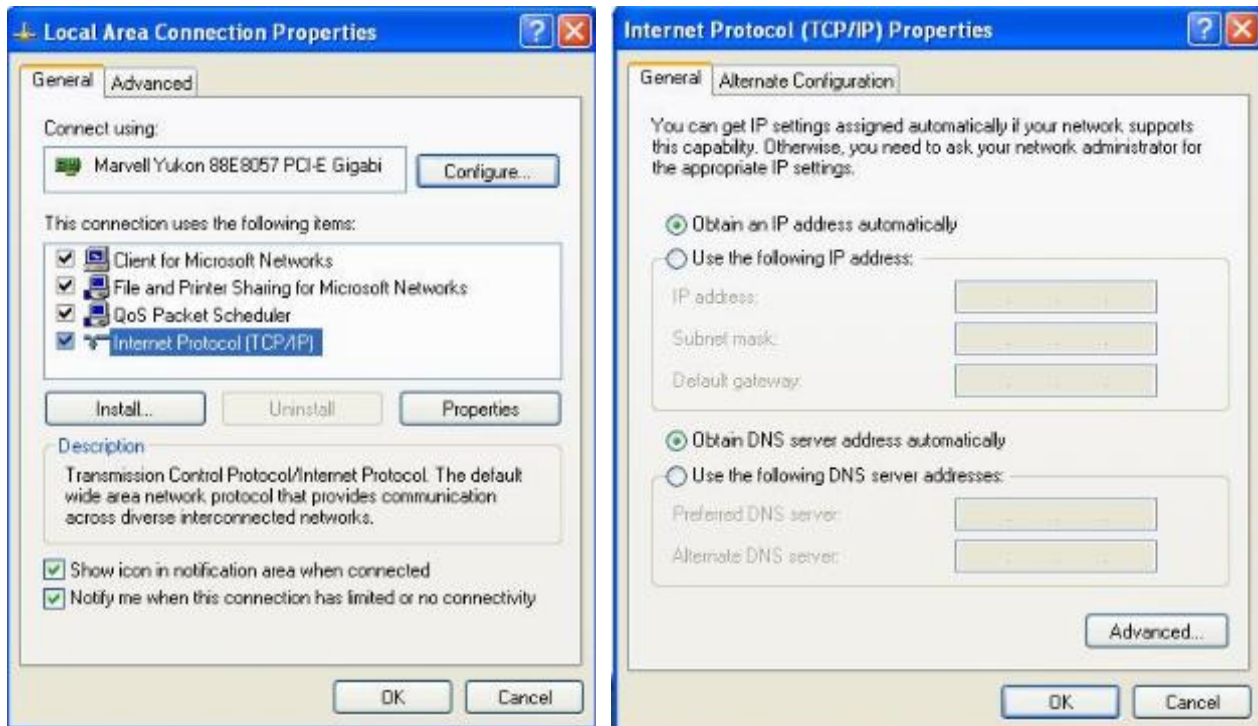 Local Area Connection Properties
General
Advanced
Connect using:
Marvell Yukon 88E8057 PCI-E Gigabi
Configure...
This connection uses the following items:
Client for Microsoft Networks
File and Printer Sharing for Microsoft Networks
QoS Packet Scheduler
Internet Protocol (TCP/IP)
Install...
Uninstall
Properties
Description
Transmission Control Protocol/Internet Protocol. The default
wide area network protocol that provides communication
across diverse interconnected networks.
Show icon in notification area when connected
Notify me when this connection has limited or no connectivity
OK
Cancel
Internet Protocol (TCP/IP) Properties
General
Alternate Configuration
You can get IP settings assigned automatically if your network supports
this capability. Otherwise, you need to ask your network administrator for
the appropriate IP settings.
Obtain an IP address automatically
Use the following IP address:
IP address:
Subnet mask:
Default gateway:
Obtain DNS server address automatically
Use the following DNS server addresses:
Preferred DNS server:
Alternate DNS server:
Advanced...
OK
Cancel